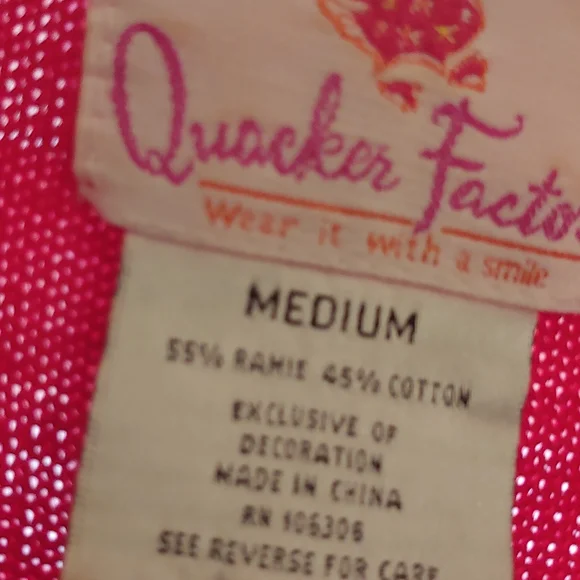 Quacker Facto
Wear it with a smile
MEDIUM
55% RAMIE 45% COTTON
EXCLUSIVE OF
DECORATION
MADE IN CHINA
RN 106306
SEE REVERSE FOR CARE